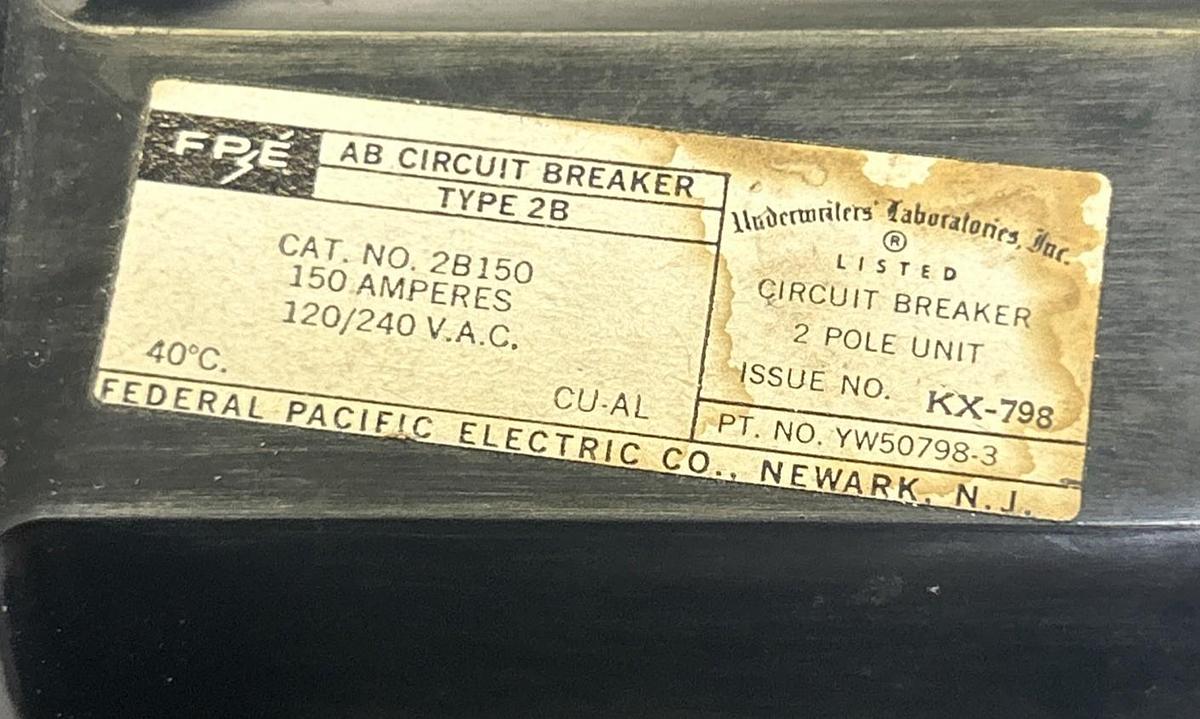 FPE
AB CIRCUIT BREAKER
TYPE 2B
CAT. NO. 2B150
150 AMPERES
120/240 V.A.C.
40°C.
CU-AL
Underwriters' Laboratories, Inc.
®
LISTED
CIRCUIT BREAKER
2 POLE UNIT
ISSUE NO. KX-798
PT. NO. YW50798-3
FEDERAL PACIFIC ELECTRIC CO., NEWARK, N.J.